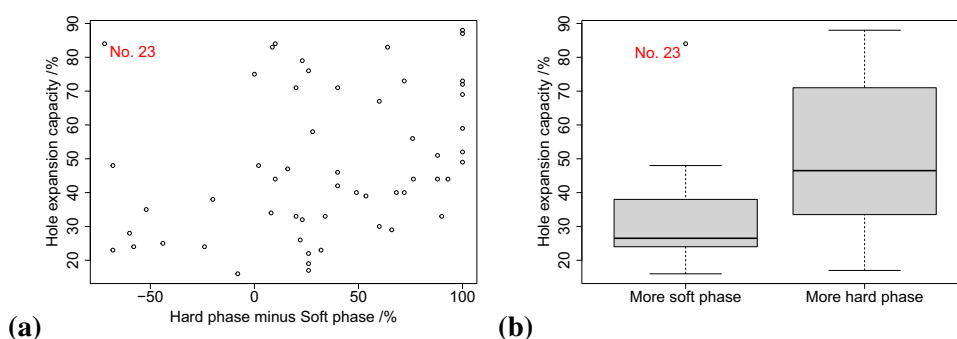 90
80
70
60
50
40
30
20
Hole expansion capacity /%
No. 23
−50
0
50
100
Hard phase minus Soft phase /%
(a)
90
80
70
60
50
40
30
20
Hole expansion capacity /%
No. 23
More soft phase
More hard phase
(b)